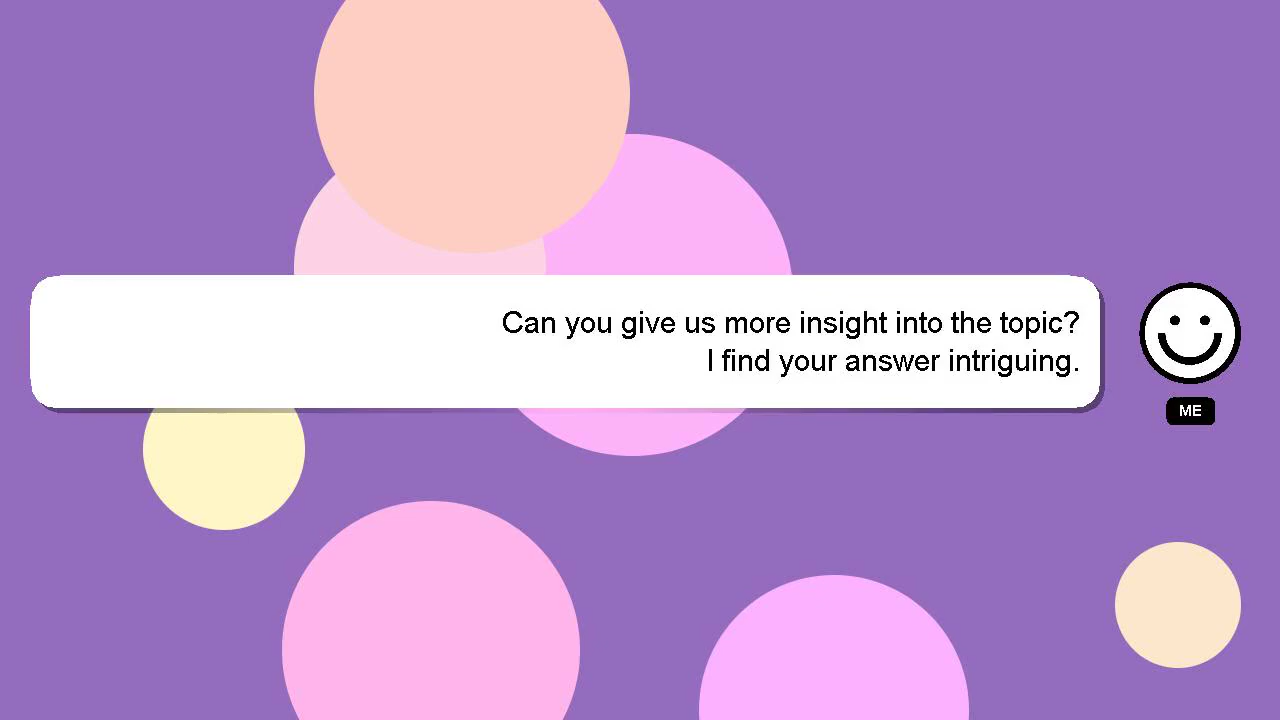 Can you give us more insight into the topic?
I find your answer intriguing.
ME